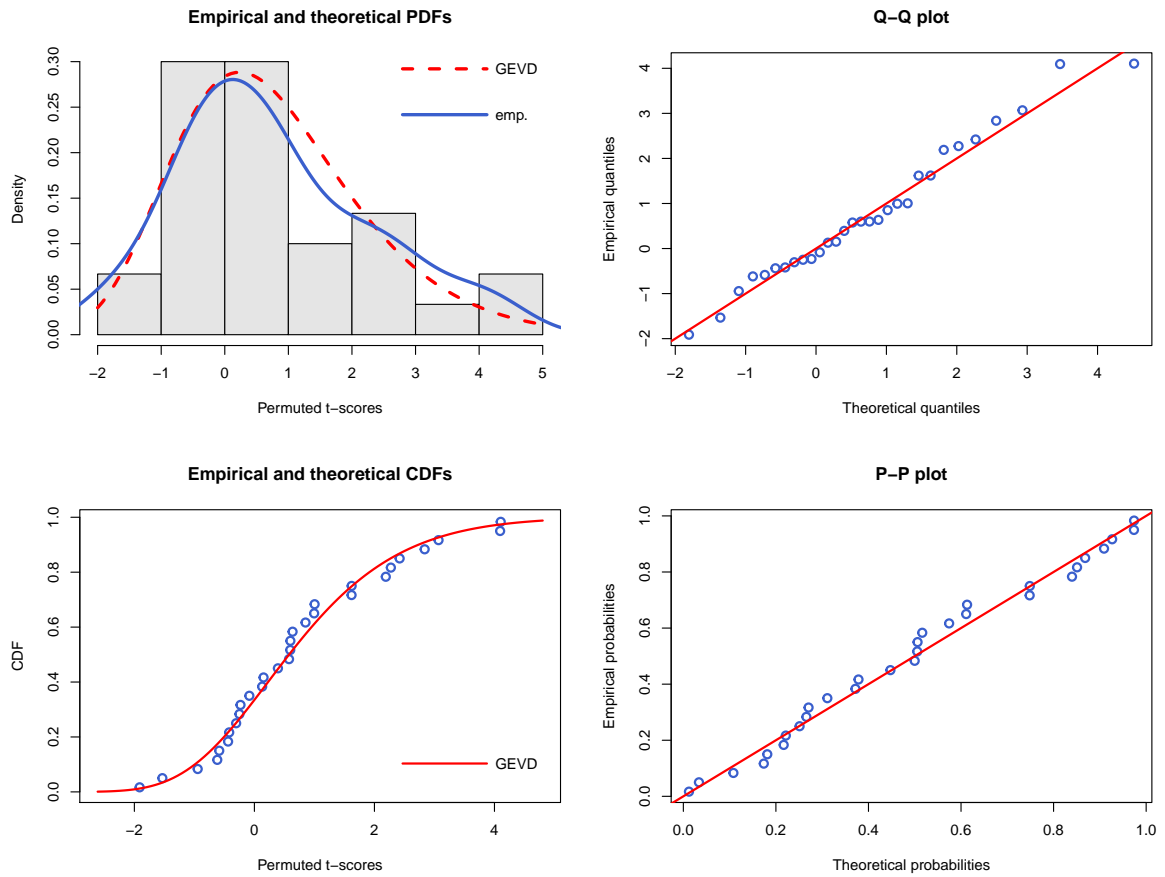 Empirical and theoretical PDFs
Density
0.00 0.05 0.10 0.15 0.20 0.25 0.30
GEVD
emp.
−2 −1 0 1 2 3 4 5
Permuted t−scores
Q−Q plot
Empirical quantiles
−2 −1 0 1 2 3 4
−2 −1 0 1 2 3 4
Theoretical quantiles
Empirical and theoretical CDFs
CDF
0.0 0.2 0.4 0.6 0.8 1.0
GEVD
−2 0 2 4
Permuted t−scores
P−P plot
Empirical probabilities
0.0 0.2 0.4 0.6 0.8 1.0
0.0 0.2 0.4 0.6 0.8 1.0
Theoretical probabilities